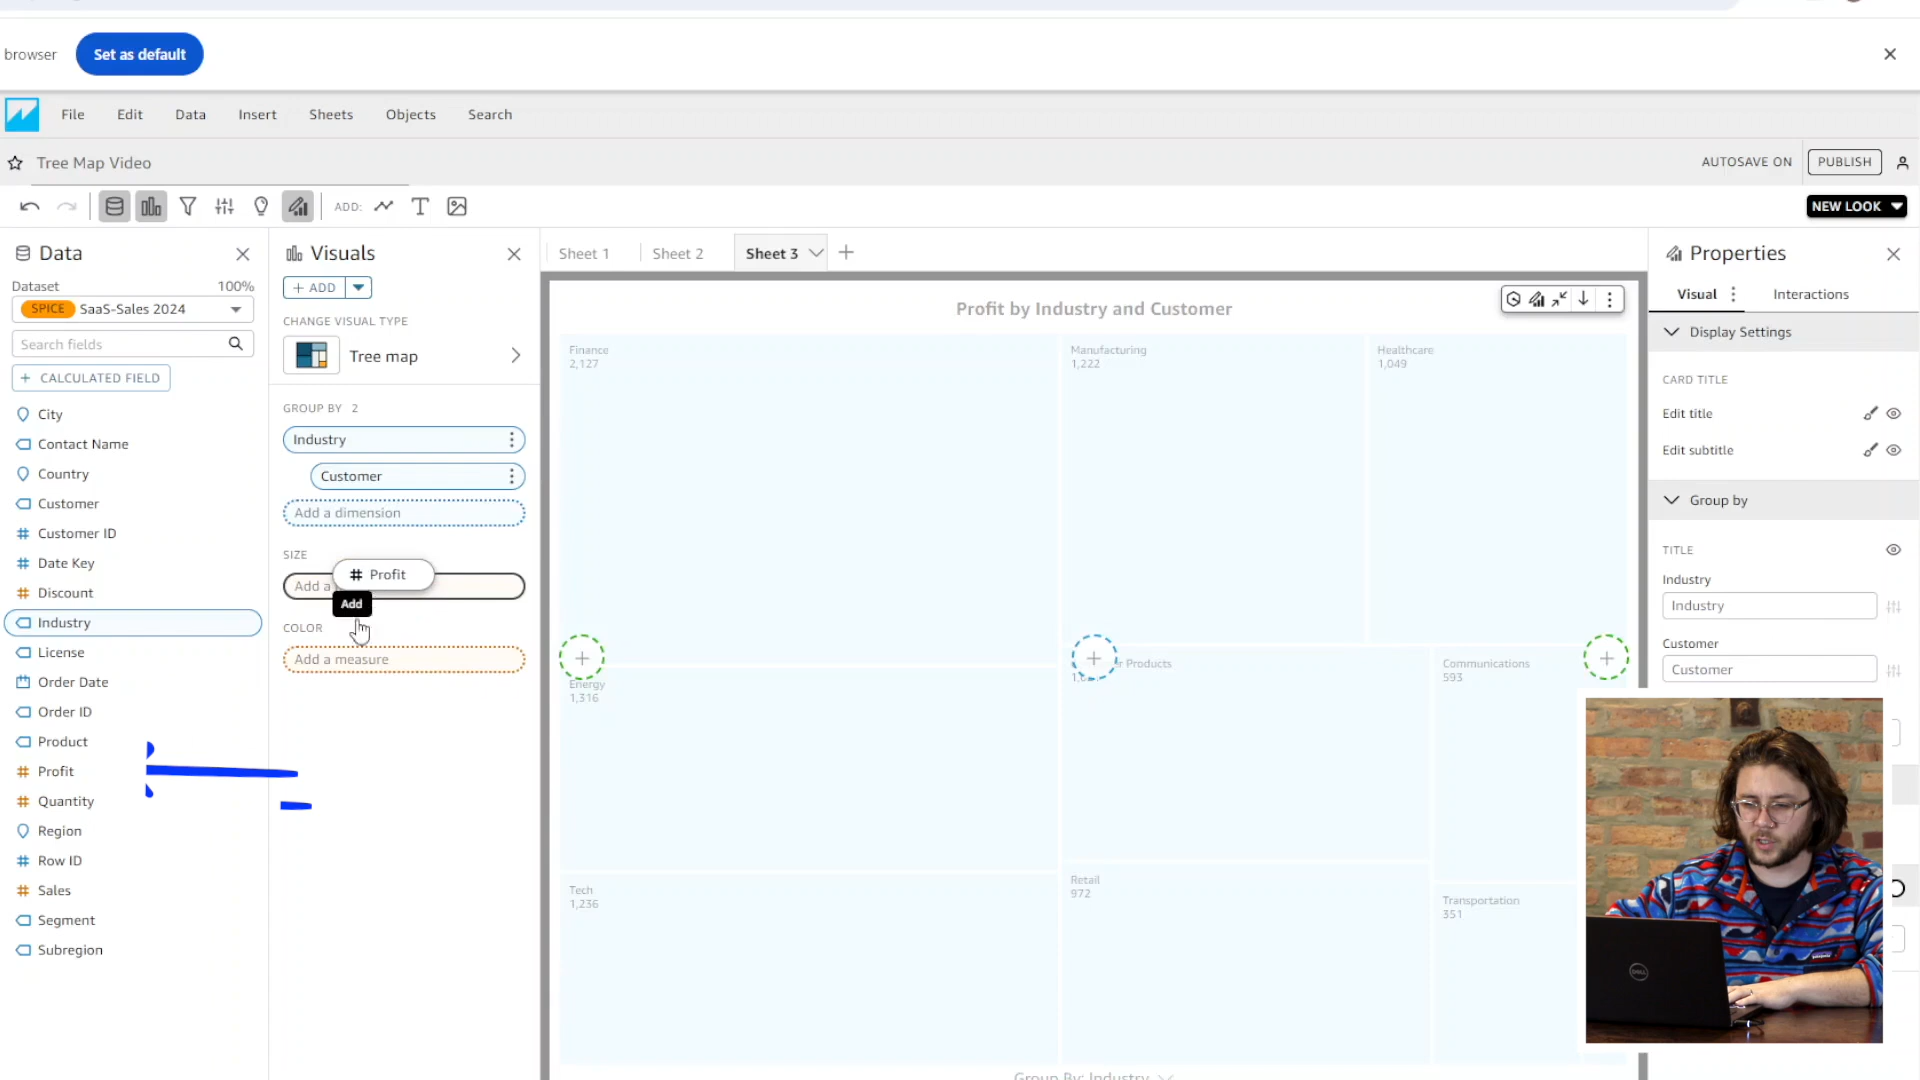 browser
Set as default
File Edit Data Insert Sheets Objects Search
Tree Map Video
AUTOSAVE ON
PUBLISH
ADD:
NEW LOOK
Data
Dataset 100%
SPICE SaaS-Sales 2024
Search fields
+ CALCULATED FIELD
City
Contact Name
Country
Customer
Customer ID
Date Key
Discount
Industry
License
Order Date
Order ID
Product
Profit
Quantity
Region
Row ID
Sales
Segment
Subregion
Visuals
+ ADD
CHANGE VISUAL TYPE
Tree map
GROUP BY 2
Industry
Customer
Add a dimension
SIZE
Add a
# Profit
Add
COLOR
Add a measure
Sheet 1 Sheet 2 Sheet 3
Profit by Industry and Customer
Finance
2,127
Manufacturing
1,222
Healthcare
1,049
Energy
1,316
r Products
Communications
593
Tech
1,236
Retail
972
Transportation
351
Group By: Industry
Properties
Visual
Interactions
Display Settings
CARD TITLE
Edit title
Edit subtitle
Group by
TITLE
Industry
Industry
Customer
Customer
DELL